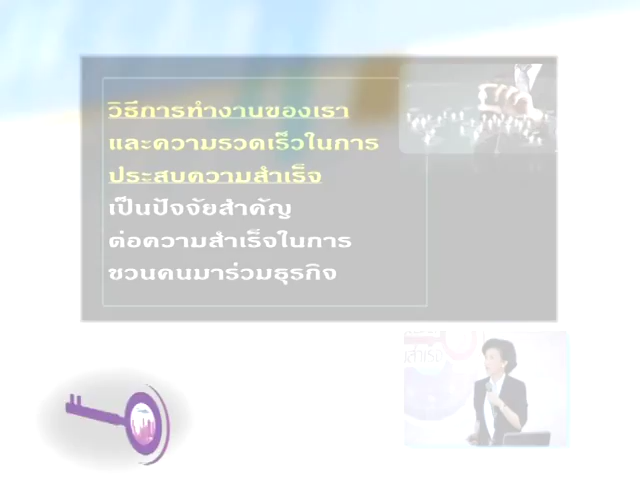 วิธีการทำงานของเรา
และความรวดเร็วในการ
ประสบความสำเร็จ
เป็นปัจจัยสำคัญ
ต่อความสำเร็จในการ
ชวนคนมาร่วมธุรกิจ